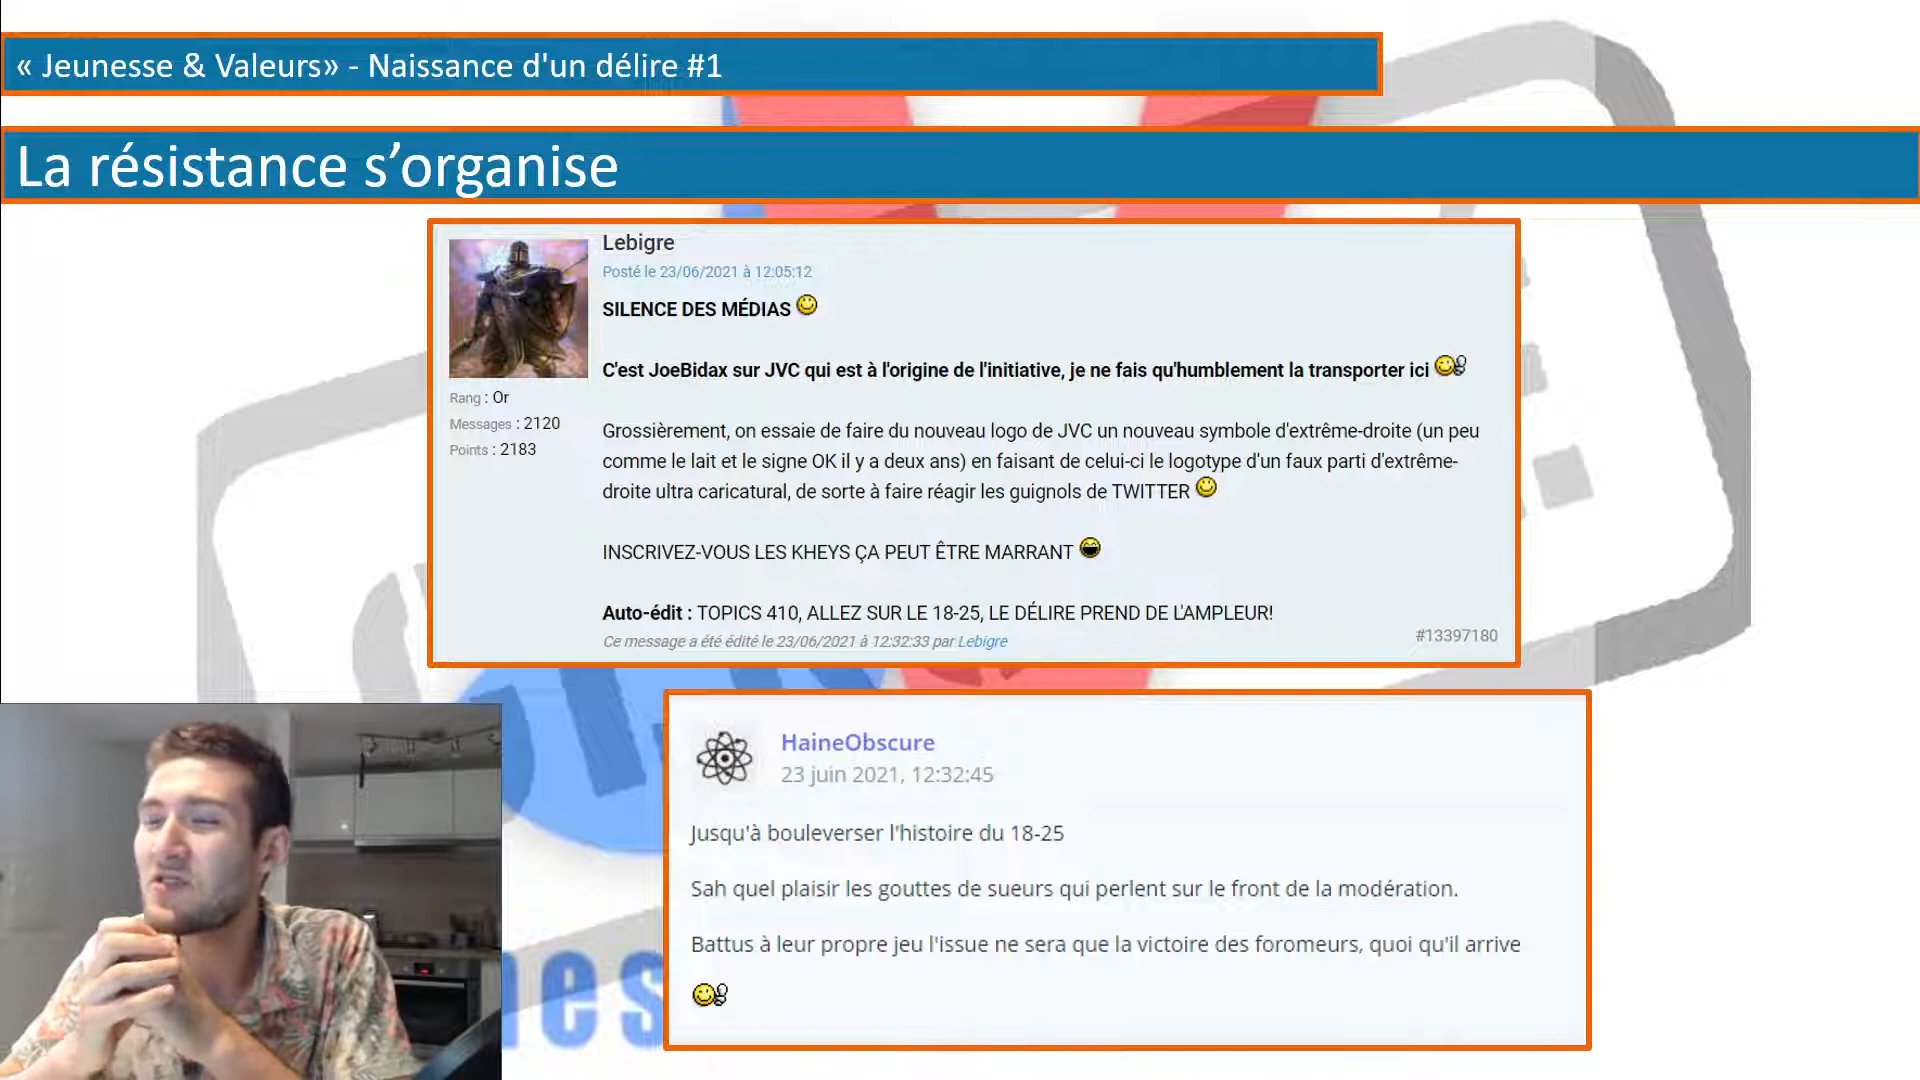 « Jeunesse & Valeurs» - Naissance d'un délire #1
La résistance s’organise
Lebigre
Posté le 23/06/2021 à 12:05:12
SILENCE DES MÉDIAS
C'est JoeBidax sur JVC qui est à l'origine de l'initiative, je ne fais qu'humblement la transporter ici
Rang : Or
Messages : 2120
Points : 2183
Grossièrement, on essaie de faire du nouveau logo de JVC un nouveau symbole d'extrême-droite (un peu
comme le lait et le signe OK il y a deux ans) en faisant de celui-ci le logotype d'un faux parti d'extrême-
droite ultra caricatural, de sorte à faire réagir les guignols de TWITTER
INSCRIVEZ-VOUS LES KHEYS ÇA PEUT ÊTRE MARRANT
Auto-édit : TOPICS 410, ALLEZ SUR LE 18-25, LE DÉLIRE PREND DE L'AMPLEUR!
Ce message a été édité le 23/06/2021 à 12:32:33 par Lebigre
#13397180
HaineObscure
23 juin 2021, 12:32:45
Jusqu'à bouleverser l'histoire du 18-25
Sah quel plaisir les gouttes de sueurs qui perlent sur le front de la modération.
Battus à leur propre jeu l'issue ne sera que la victoire des foromeurs, quoi qu'il arrive